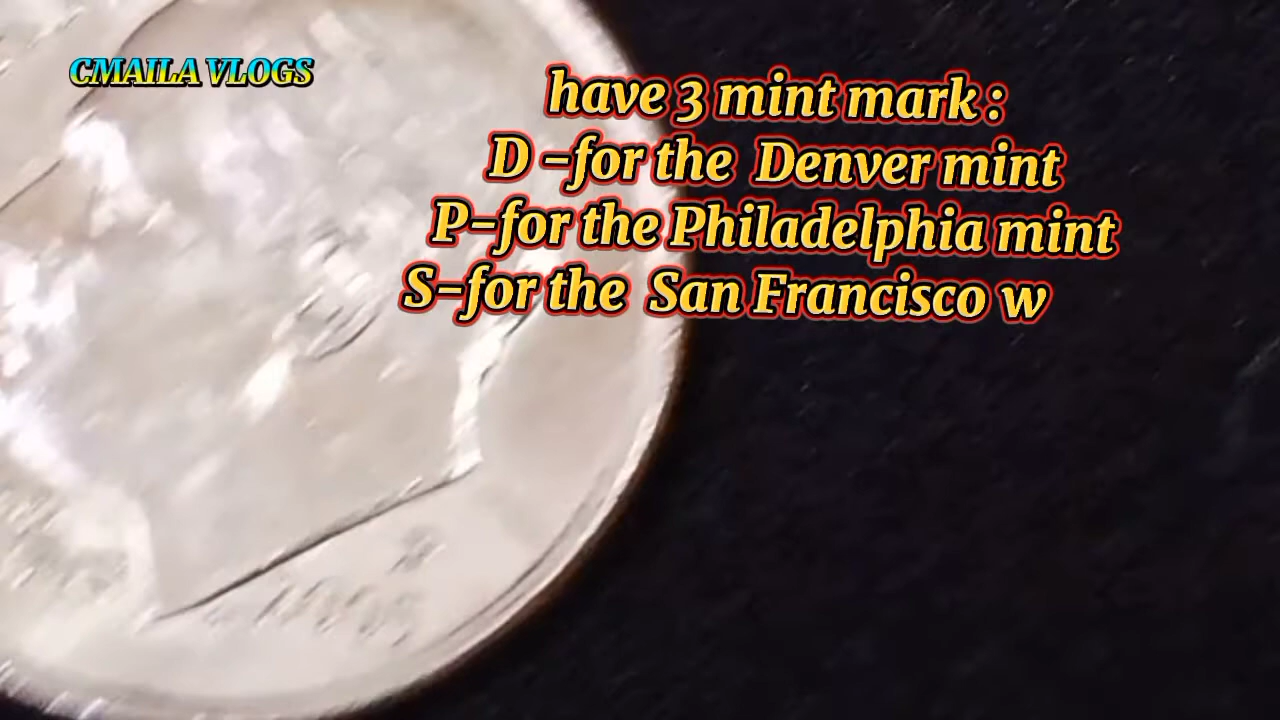 CMAILA VLOGS
have 3 mint mark :
D -for the Denver mint
P-for the Philadelphia mint
S-for the San Francisco w